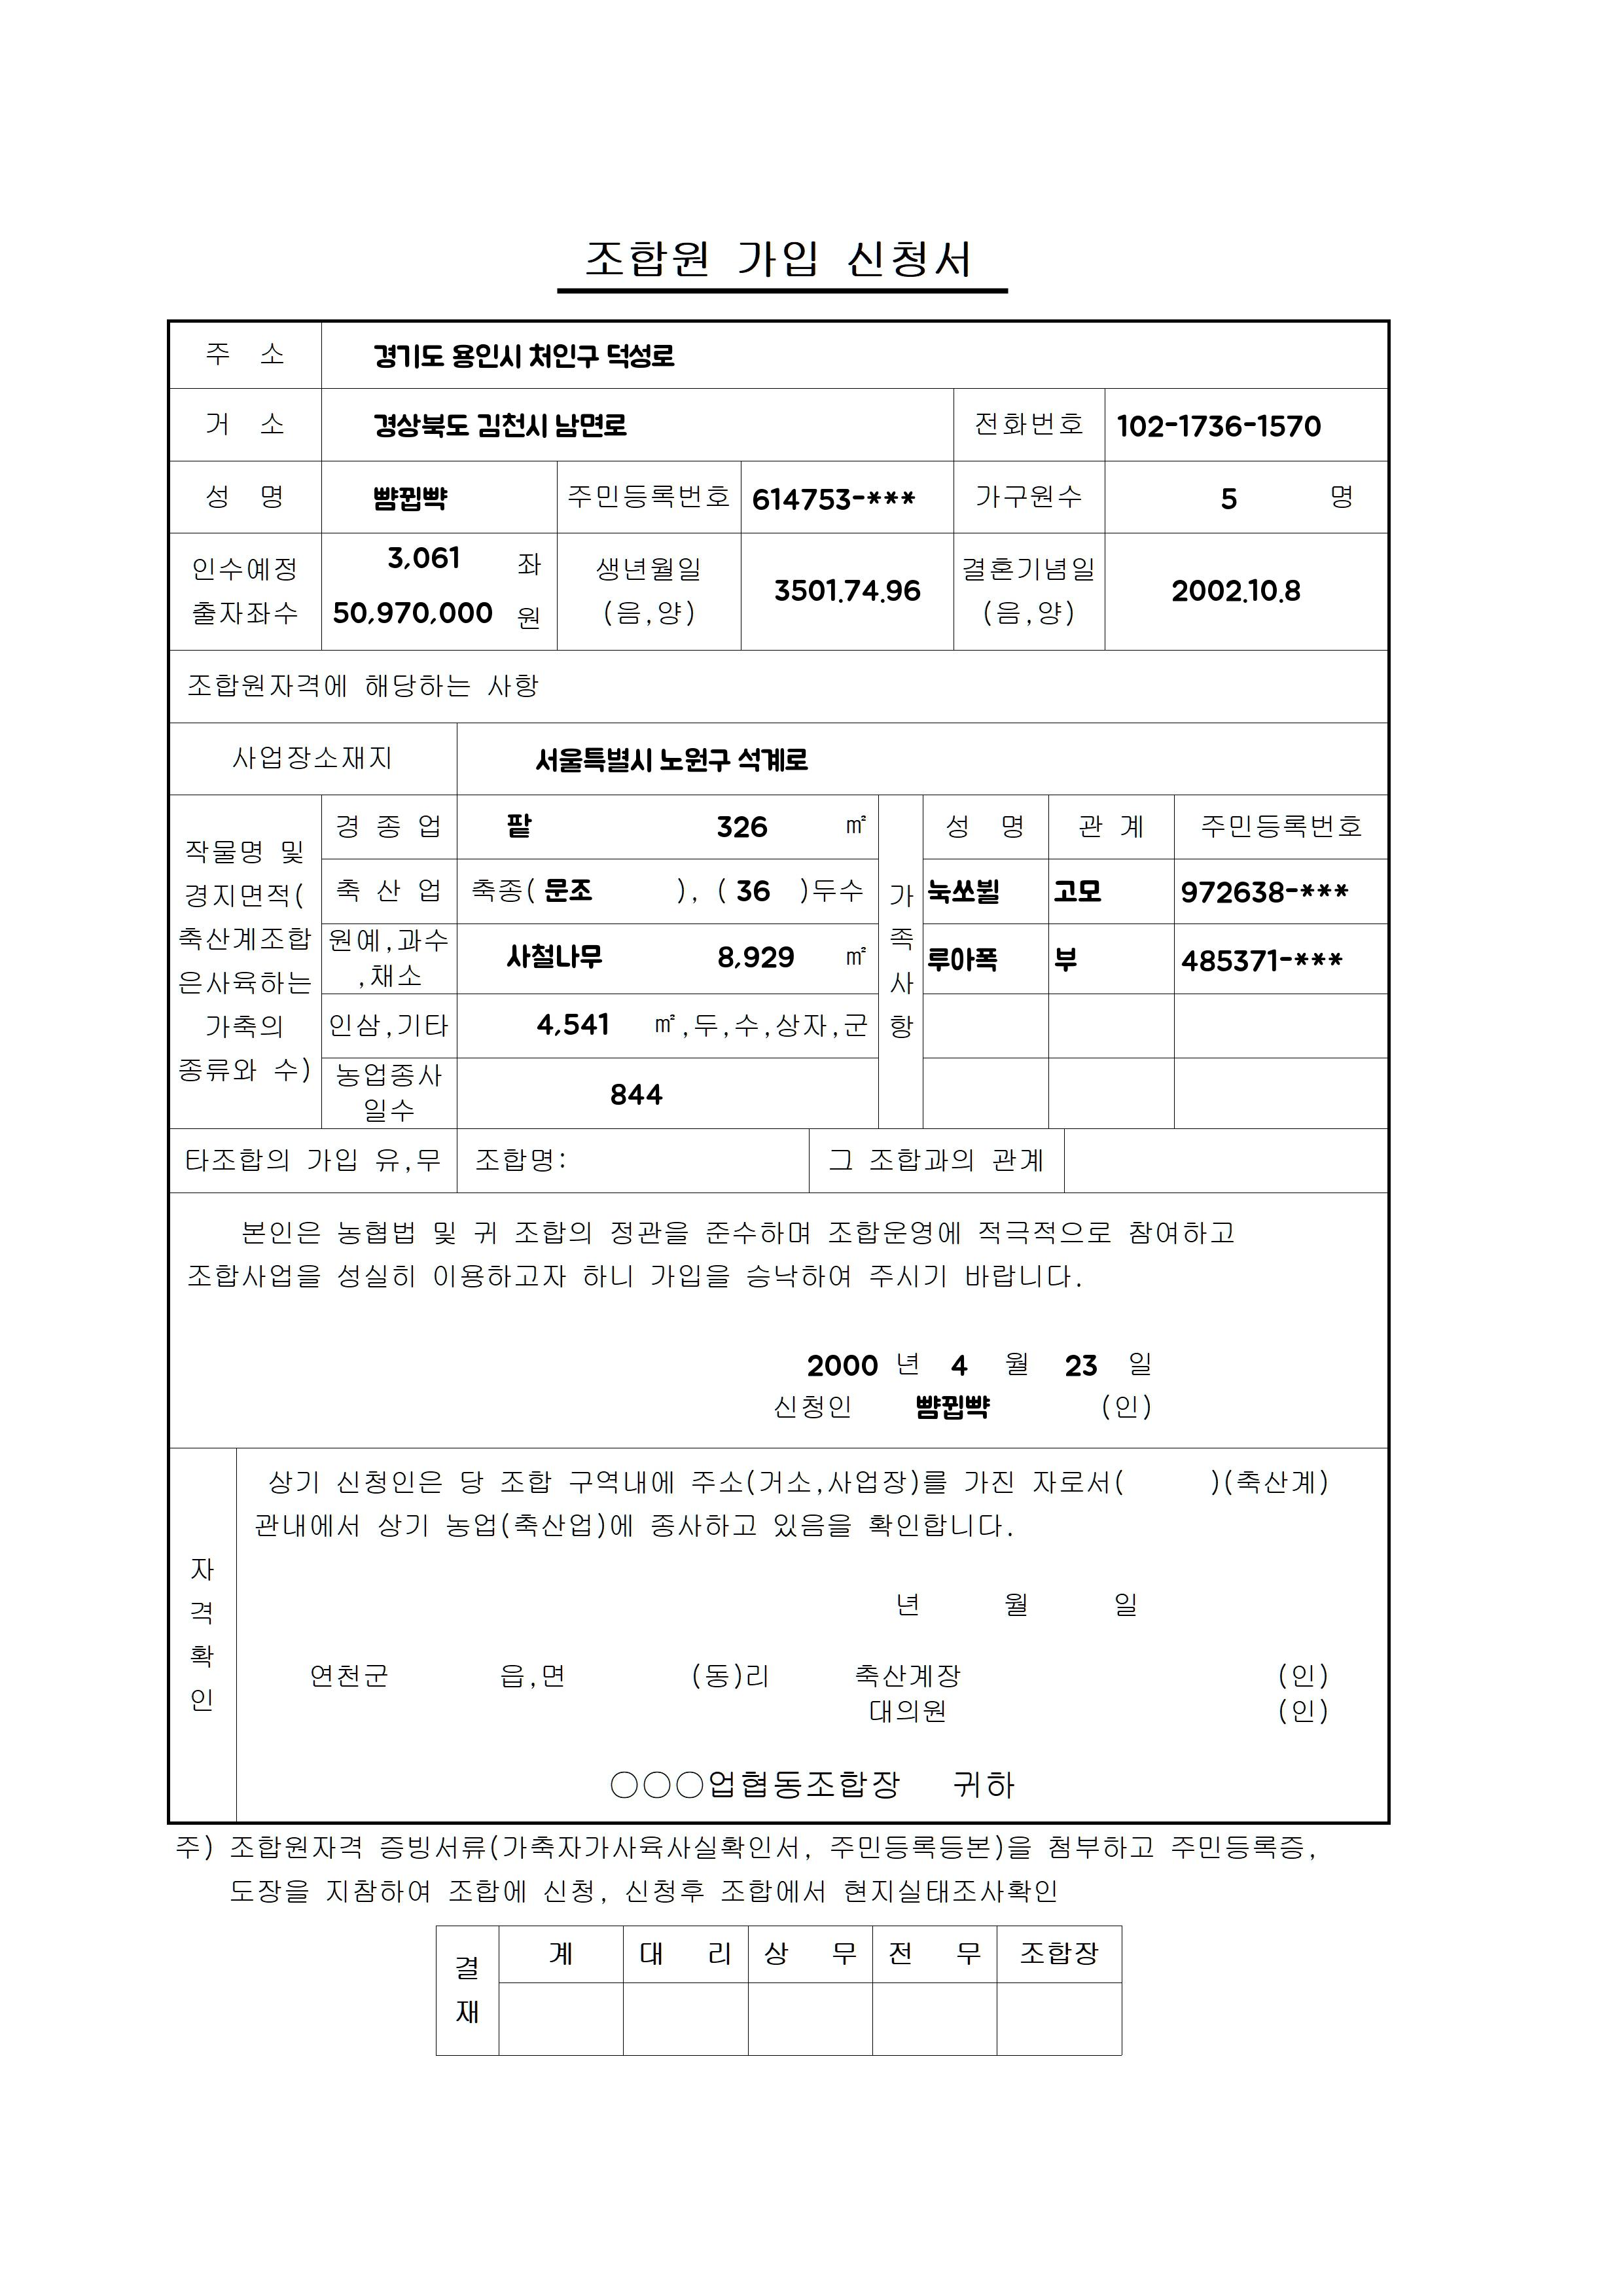 조합원 가입 신청서
주 소 경기도 용인시 처인구 덕성로
거 소 경상북도 김천시 남면로 전화번호 102-1736-1570
성 명 뺨뀝뺙 주민등록번호 614753-*** 가구원수 5 명
인수예정 출자좌수 3,061 좌 50,970,000 원 생년월일 (음,양) 3501.74.96 결혼기념일 (음,양) 2002.10.8
조합원자격에 해당하는 사항
사업장소재지 서울특별시 노원구 석계로
작물명 및 경지면적( 축산계조합 은사육하는 가축의 종류와 수)
경 종 업 팥 326 ㎡
축 산 업 축종( 문조 ), ( 36 )두수
원예,과수 ,채소 사철나무 8,929 ㎡
인삼,기타 4,541 ㎡,두,수,상자,군
농업종사 일수 844
가족사항
성 명 관 계 주민등록번호
눅쏘뷜 고모 972638-***
루아폭 부 485371-***
타조합의 가입 유,무 조합명: 그 조합과의 관계
본인은 농협법 및 귀 조합의 정관을 준수하며 조합운영에 적극적으로 참여하고
조합사업을 성실히 이용하고자 하니 가입을 승낙하여 주시기 바랍니다.
2000 년 4 월 23 일
신청인 뺨뀝뺙 (인)
자격확인
상기 신청인은 당 조합 구역내에 주소(거소,사업장)를 가진 자로서( )(축산계)
관내에서 상기 농업(축산업)에 종사하고 있음을 확인합니다.
년 월 일
연천군 읍,면 (동)리 축산계장 (인)
대의원 (인)
○○○업협동조합장 귀하
주) 조합원자격 증빙서류(가축자가사육사실확인서, 주민등록등본)을 첨부하고 주민등록증,
도장을 지참하여 조합에 신청, 신청후 조합에서 현지실태조사확인
결재 계 대 리 상 무 전 무 조합장